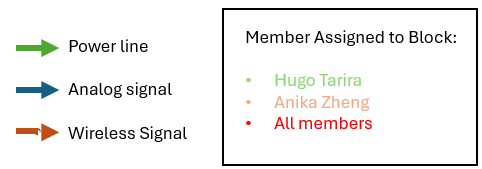 Power line
Analog signal
Wireless Signal
Member Assigned to Block:
• Hugo Tarira
• Anika Zheng
• All members